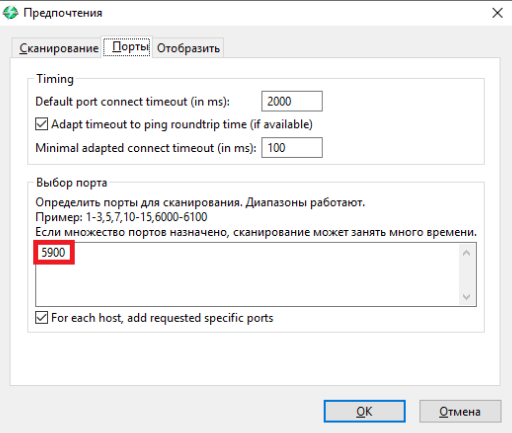 Предпочтения
Сканирование Порты Отобразить
Timing
Default port connect timeout (in ms): 2000
Adapt timeout to ping roundtrip time (if available)
Minimal adapted connect timeout (in ms): 100
Выбор порта
Определить порты для сканирования. Диапазоны работают.
Пример: 1-3,5,7,10-15,6000-6100
Если множество портов назначено, сканирование может занять много времени.
5900
For each host, add requested specific ports
OK Отмена